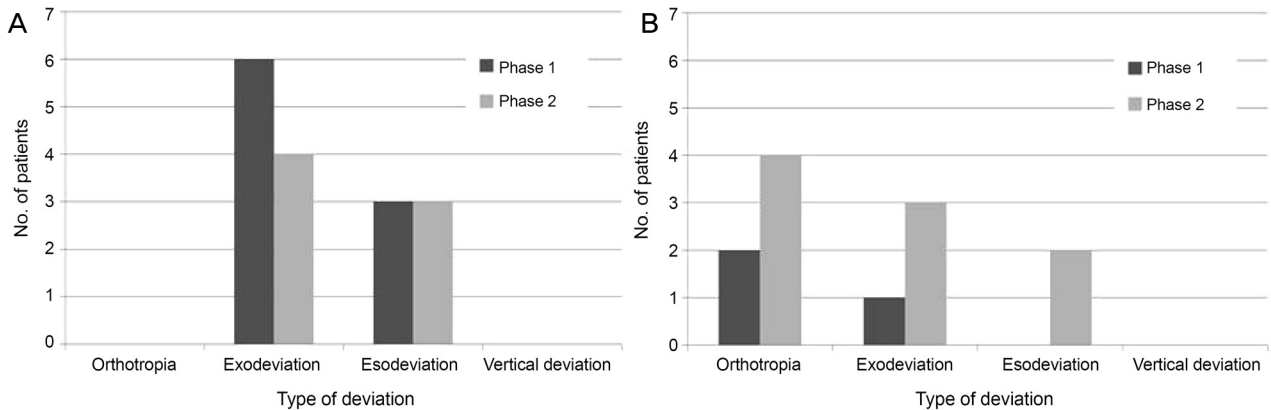 A
7
6
5
4
3
2
1
0
No. of patients
Phase 1
Phase 2
Orthotropia Exodeviation Esodeviation Vertical deviation
Type of deviation
B
7
6
5
4
3
2
1
0
No. of patients
Phase 1
Phase 2
Orthotropia Exodeviation Esodeviation Vertical deviation
Type of deviation